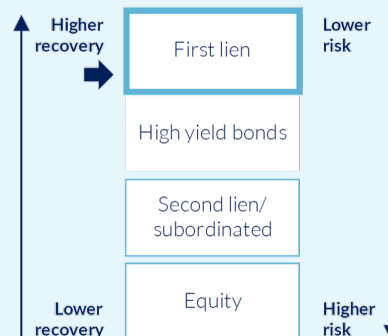 Higher
recovery
First lien
Lower
risk
High yield bonds
Second lien/
subordinated
Lower
recovery
Equity
Higher
risk